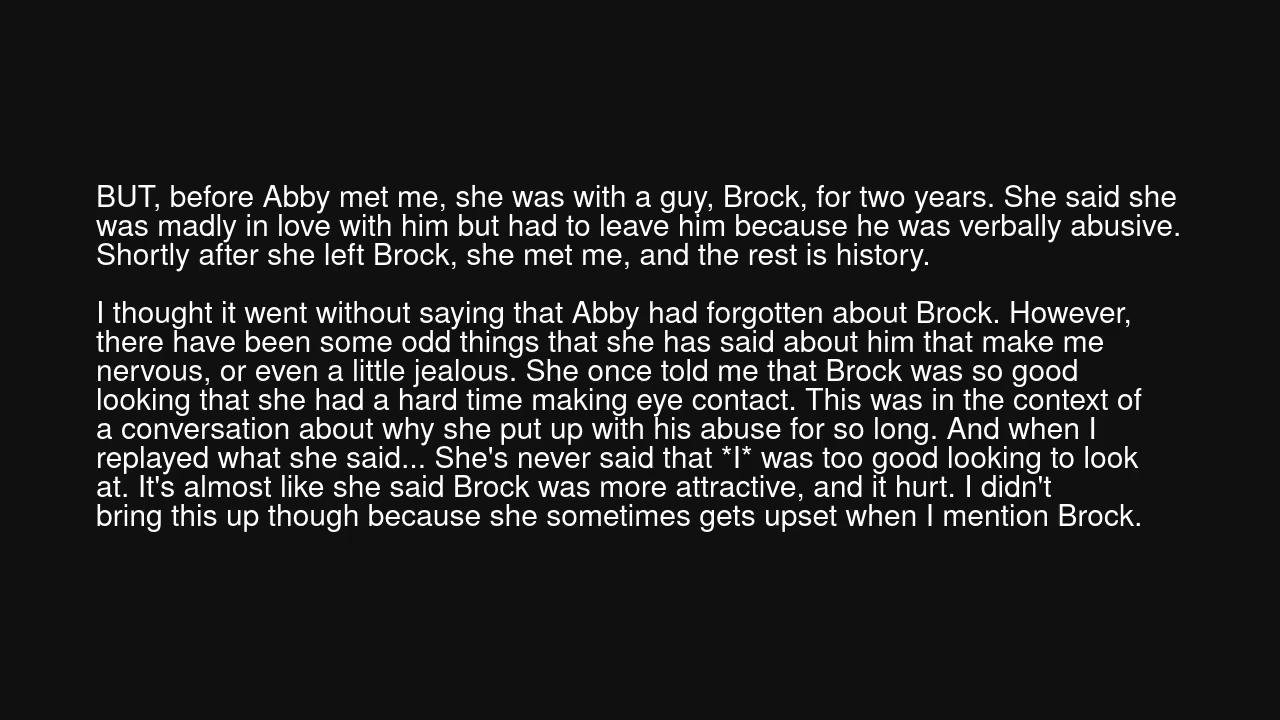 BUT, before Abby met me, she was with a guy, Brock, for two years. She said she
was madly in love with him but had to leave him because he was verbally abusive.
Shortly after she left Brock, she met me, and the rest is history.
I thought it went without saying that Abby had forgotten about Brock. However,
there have been some odd things that she has said about him that make me
nervous, or even a little jealous. She once told me that Brock was so good
looking that she had a hard time making eye contact. This was in the context of
a conversation about why she put up with his abuse for so long. And when I
replayed what she said... She's never said that *I* was too good looking to look
at. It's almost like she said Brock was more attractive, and it hurt. I didn't
bring this up though because she sometimes gets upset when I mention Brock.